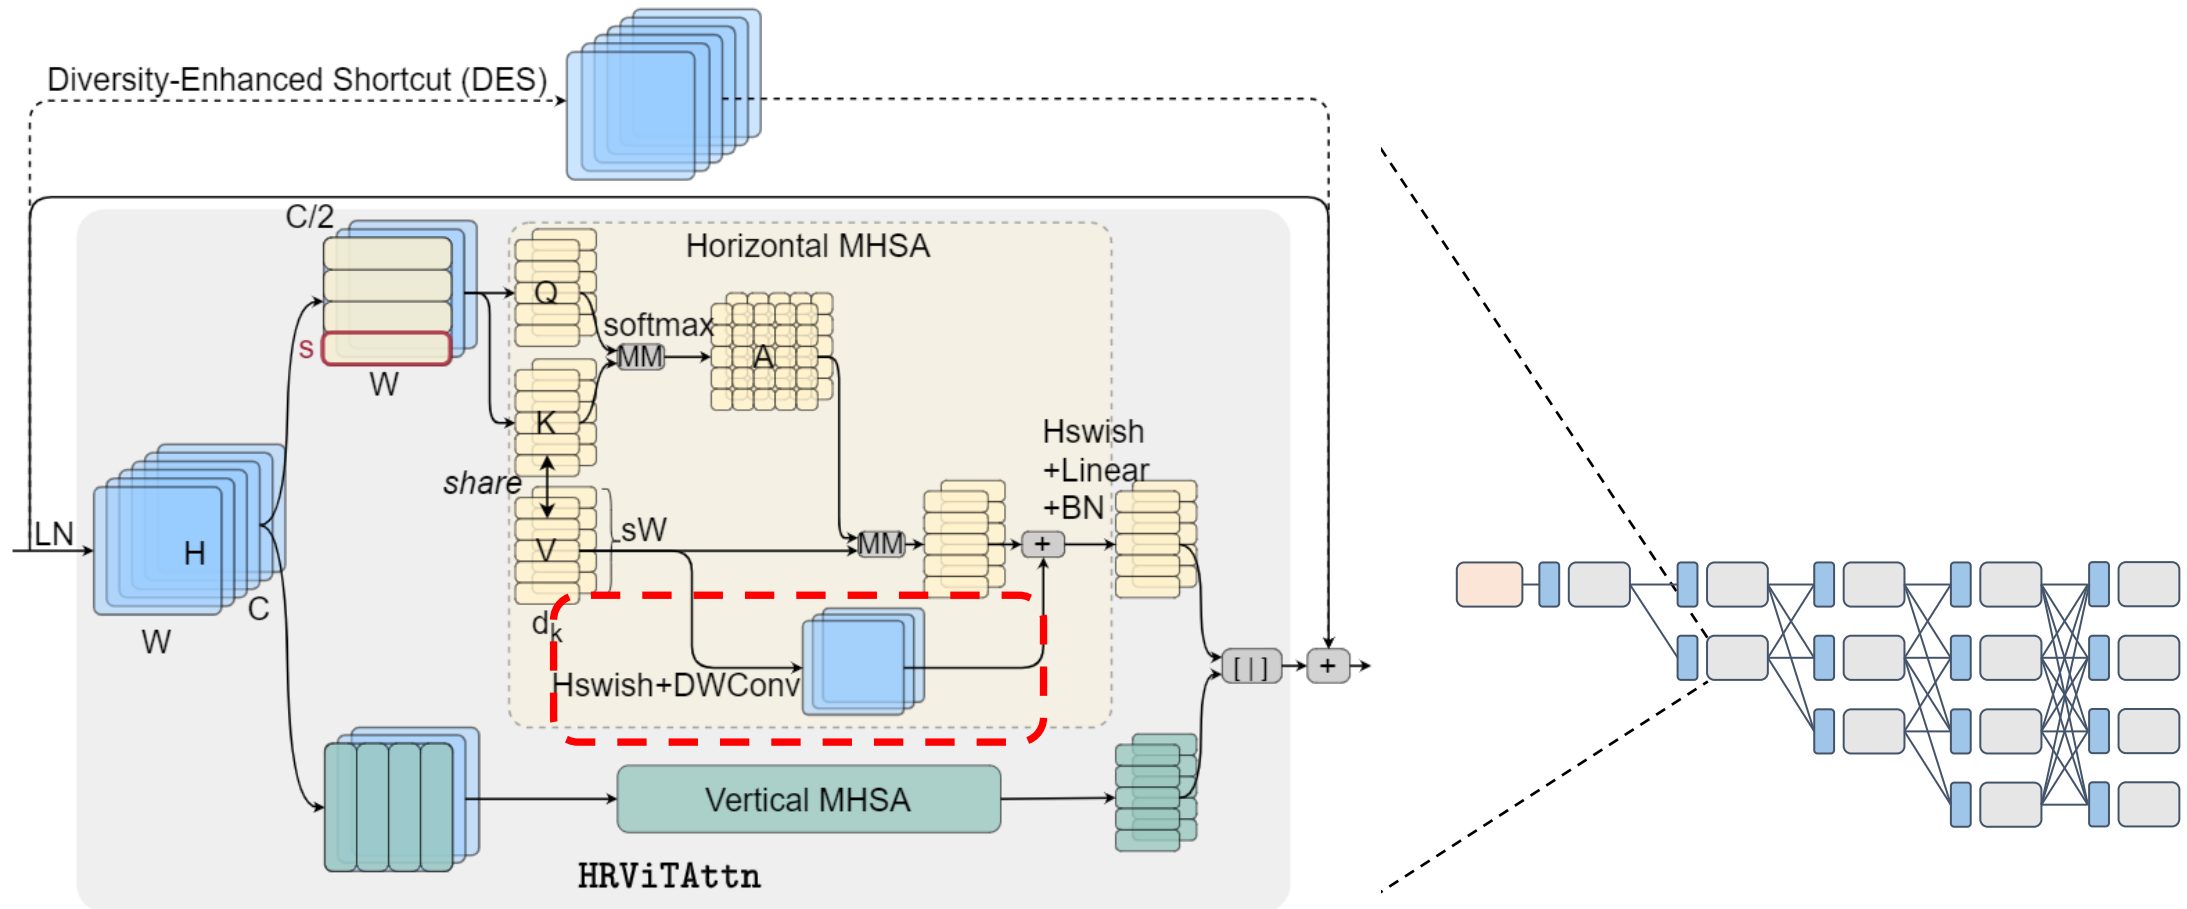 Diversity-Enhanced Shortcut (DES)
C/2
Horizontal MHSA
Q
softmax
MM
A
s
W
K
share
Hswish
+Linear
+BN
LN
H
V
sW
MM
+
C
W
dk
Hswish+DWConv
[ | ]
+
Vertical MHSA
HRViTAttn